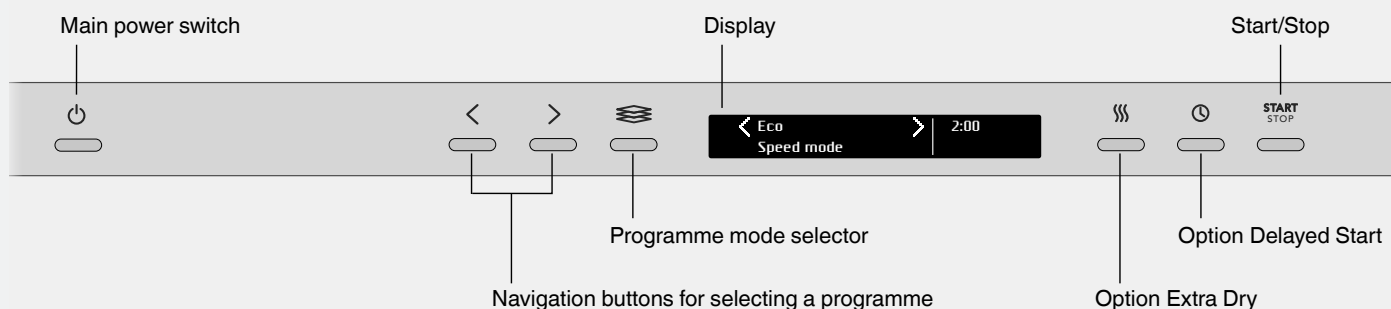 Main power switch
Display
Start/Stop
START
STOP
Eco 2:00
Speed mode
Programme mode selector
Option Delayed Start
Navigation buttons for selecting a programme
Option Extra Dry